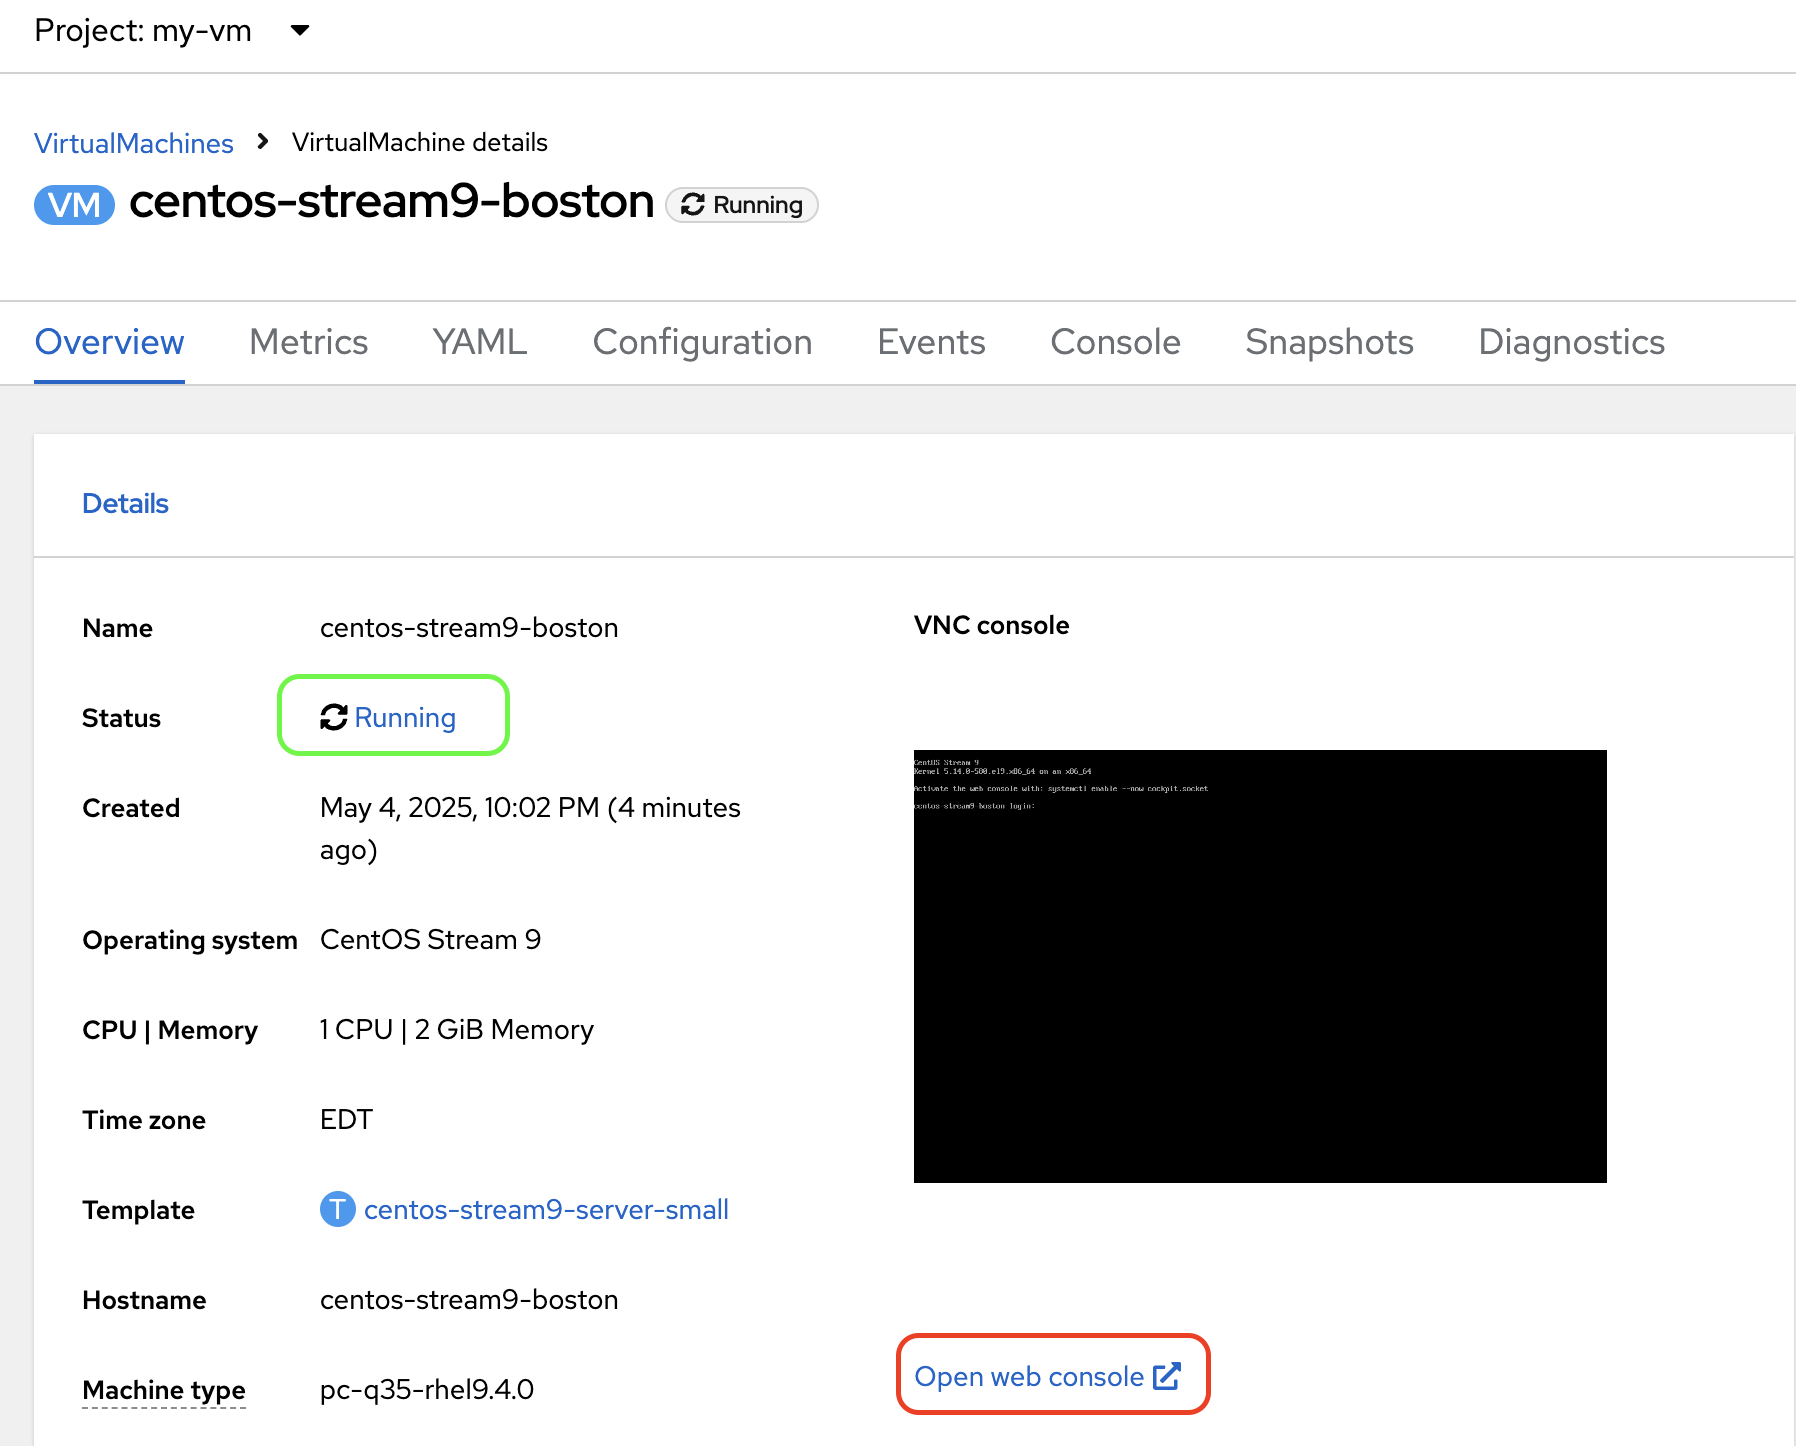 Project: my-vm
VirtualMachines VirtualMachine details
VM centos-stream9-boston Running
Overview Metrics YAML Configuration Events Console Snapshots Diagnostics
Details
Name centos-stream9-boston
Status Running
Created May 4, 2025, 10:02 PM (4 minutes
ago)
Operating system CentOS Stream 9
CPU | Memory 1 CPU | 2 GiB Memory
Time zone EDT
Template T centos-stream9-server-small
Hostname centos-stream9-boston
Machine type pc-q35-rhel9.4.0
VNC console
CentOS Stream 9
Kernel 5.14.0-580.el9.x86_64 on an x86_64
Activate the web console with: systemctl enable --now cockpit.socket
centos-stream9-boston login:
Open web console